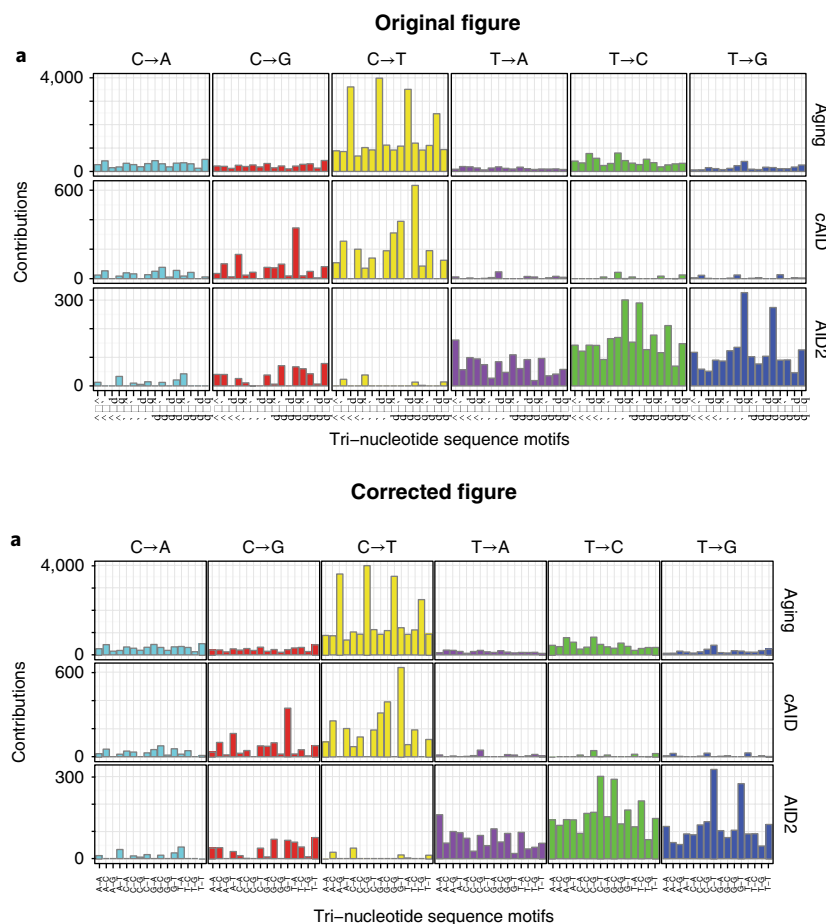 Original figure
a
C→A C→G C→T T→A T→C T→G
4,000
0
Aging
600
0
cAID
300
0
AID2
Contributions
Tri–nucleotide sequence motifs
Corrected figure
a
C→A C→G C→T T→A T→C T→G
4,000
0
Aging
600
0
cAID
300
0
AID2
Contributions
A–A A–C A–G A–T C–A C–C C–G C–T G–A G–C G–G G–T T–A T–C T–G T–T
A–A A–C A–G A–T C–A C–C C–G C–T G–A G–C G–G G–T T–A T–C T–G T–T
A–A A–C A–G A–T C–A C–C C–G C–T G–A G–C G–G G–T T–A T–C T–G T–T
A–A A–C A–G A–T C–A C–C C–G C–T G–A G–C G–G G–T T–A T–C T–G T–T
A–A A–C A–G A–T C–A C–C C–G C–T G–A G–C G–G G–T T–A T–C T–G T–T
A–A A–C A–G A–T C–A C–C C–G C–T G–A G–C G–G G–T T–A T–C T–G T–T
Tri–nucleotide sequence motifs